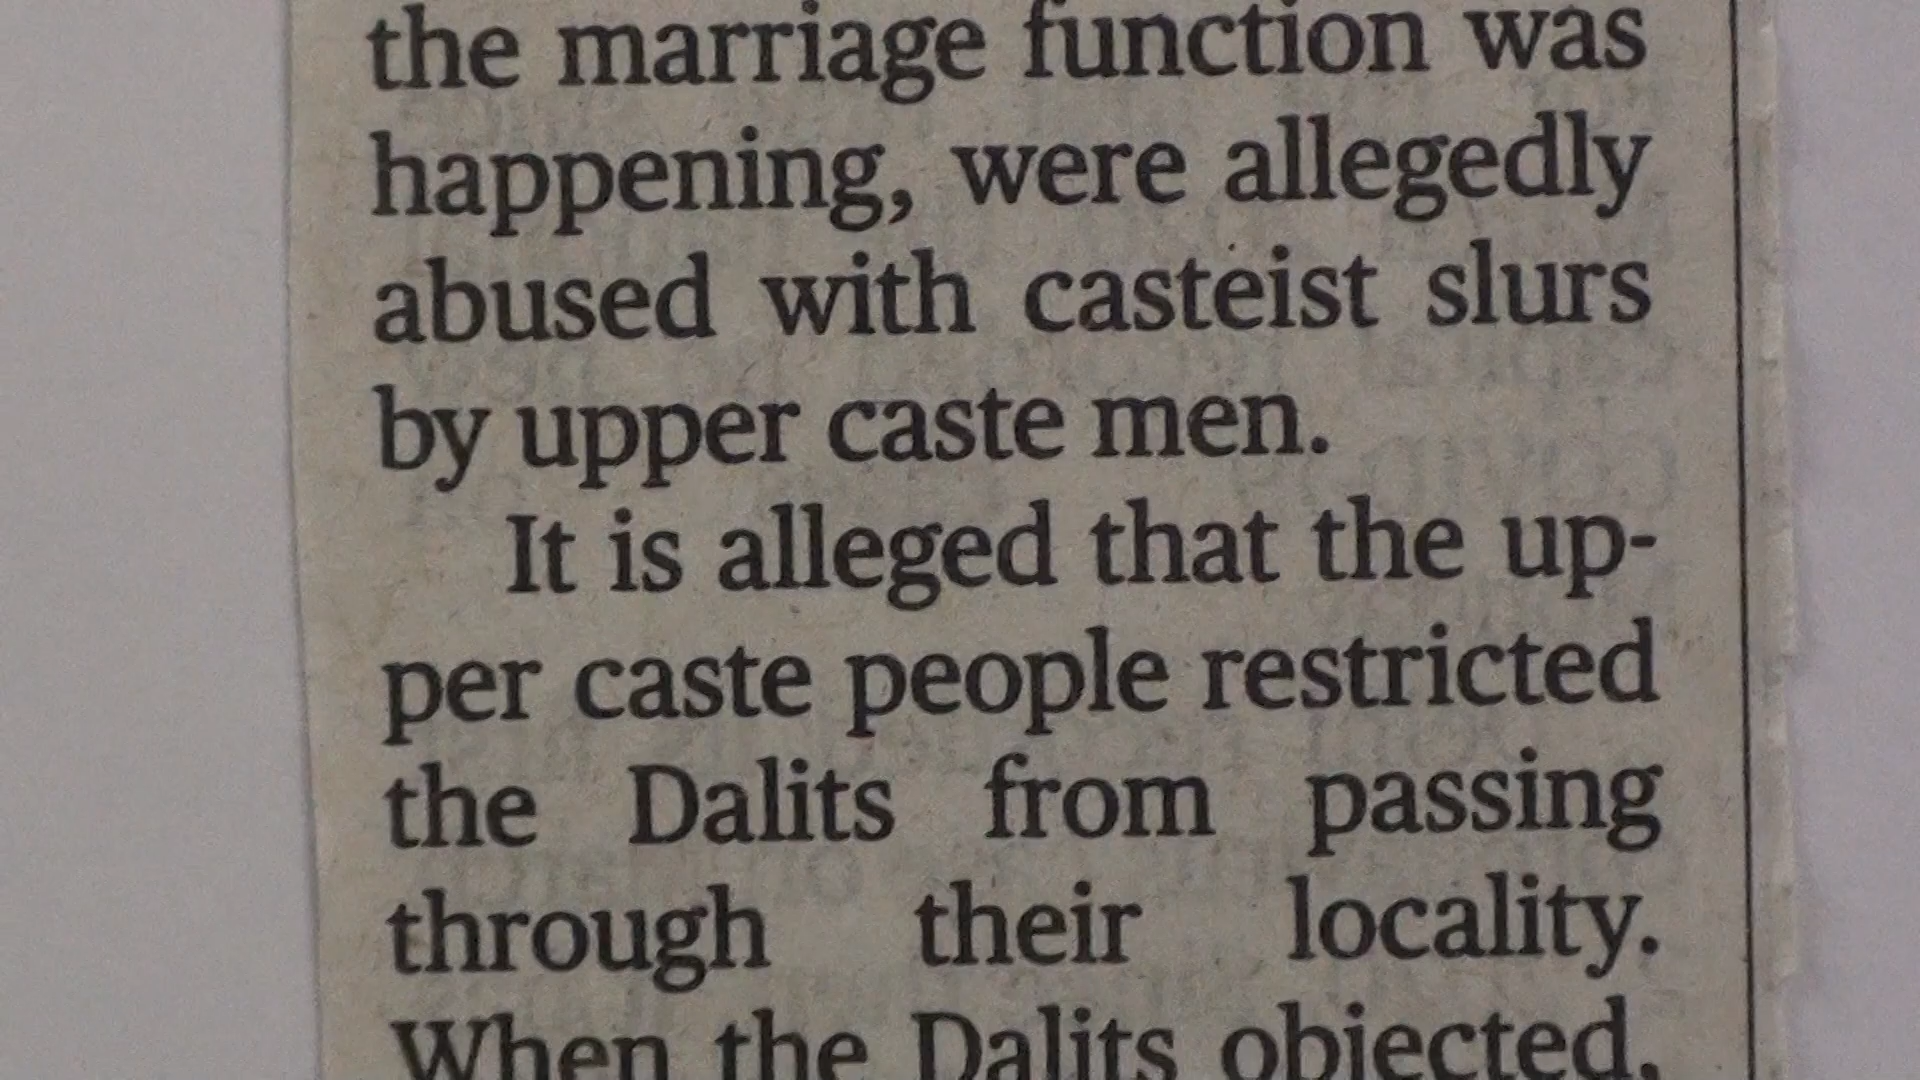 the marriage function was
happening, were allegedly
abused with casteist slurs
by upper caste men.
It is alleged that the up-
per caste people restricted
the Dalits from passing
through their locality.
When the Dalits objected,